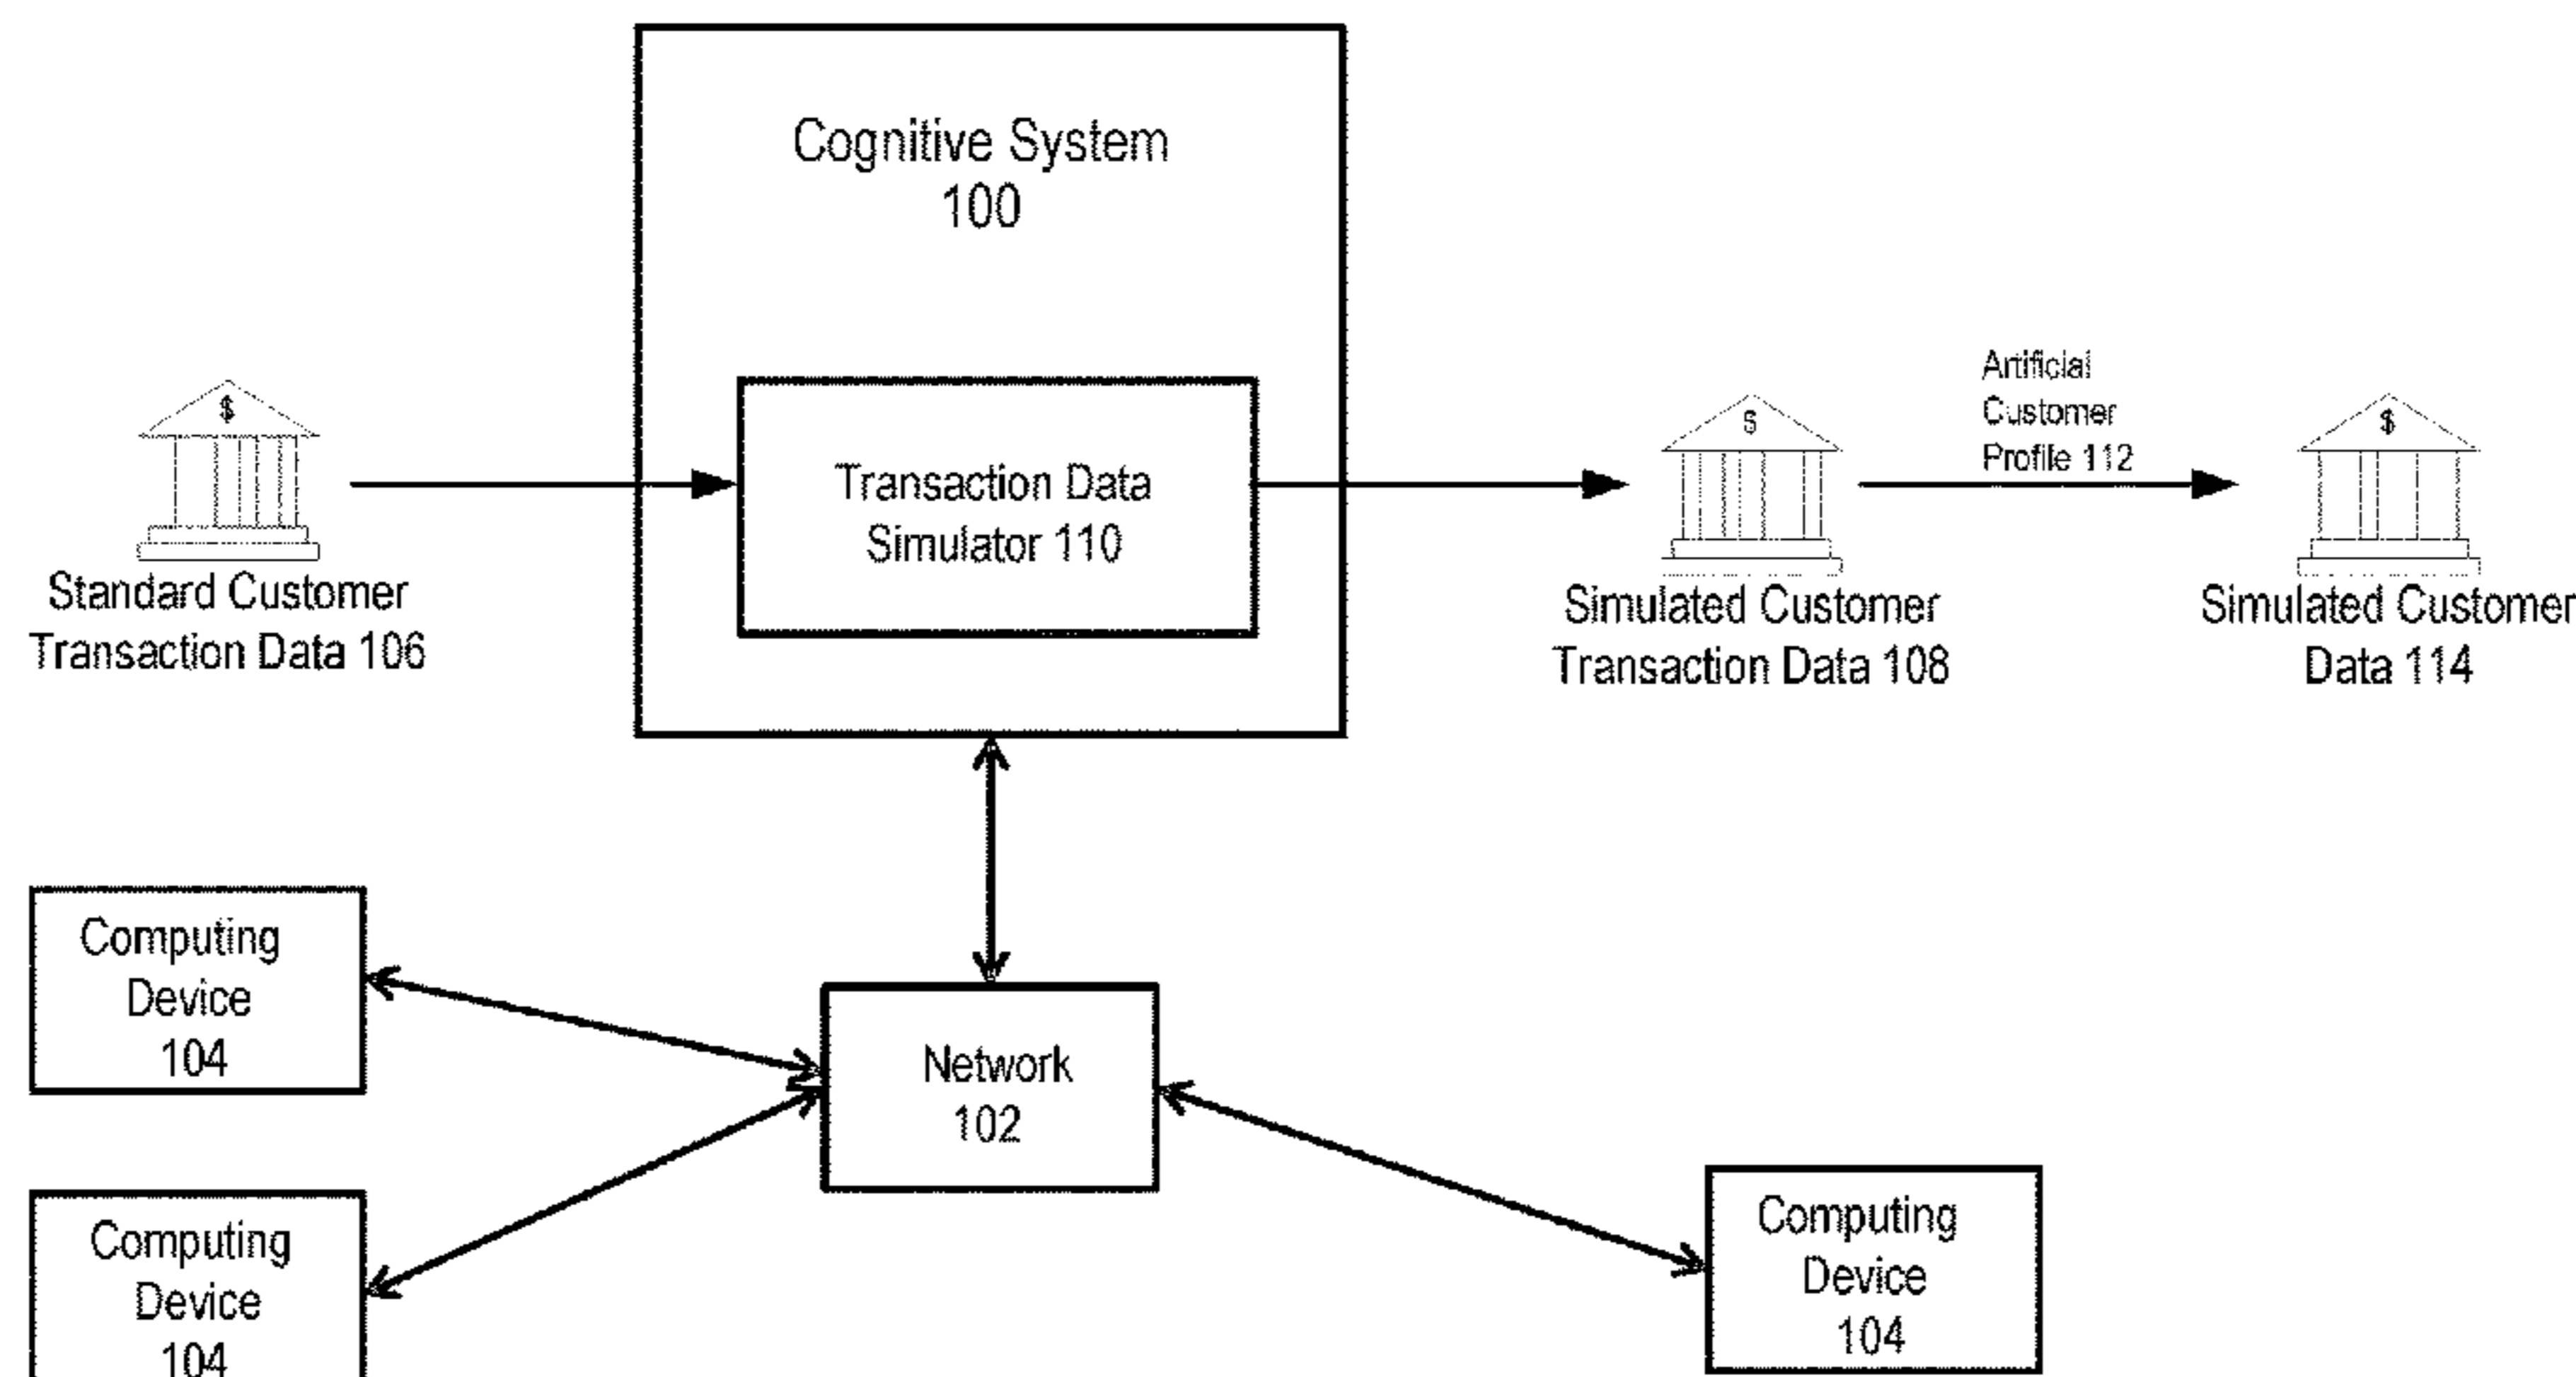 Cognitive System
100
$
Standard Customer
Transaction Data 106
Transaction Data
Simulator 110
$
Simulated Customer
Transaction Data 108
Artificial
Customer
Profile 112
$
Simulated Customer
Data 114
Computing
Device
104
Network
102
Computing
Device
104
Computing
Device
104